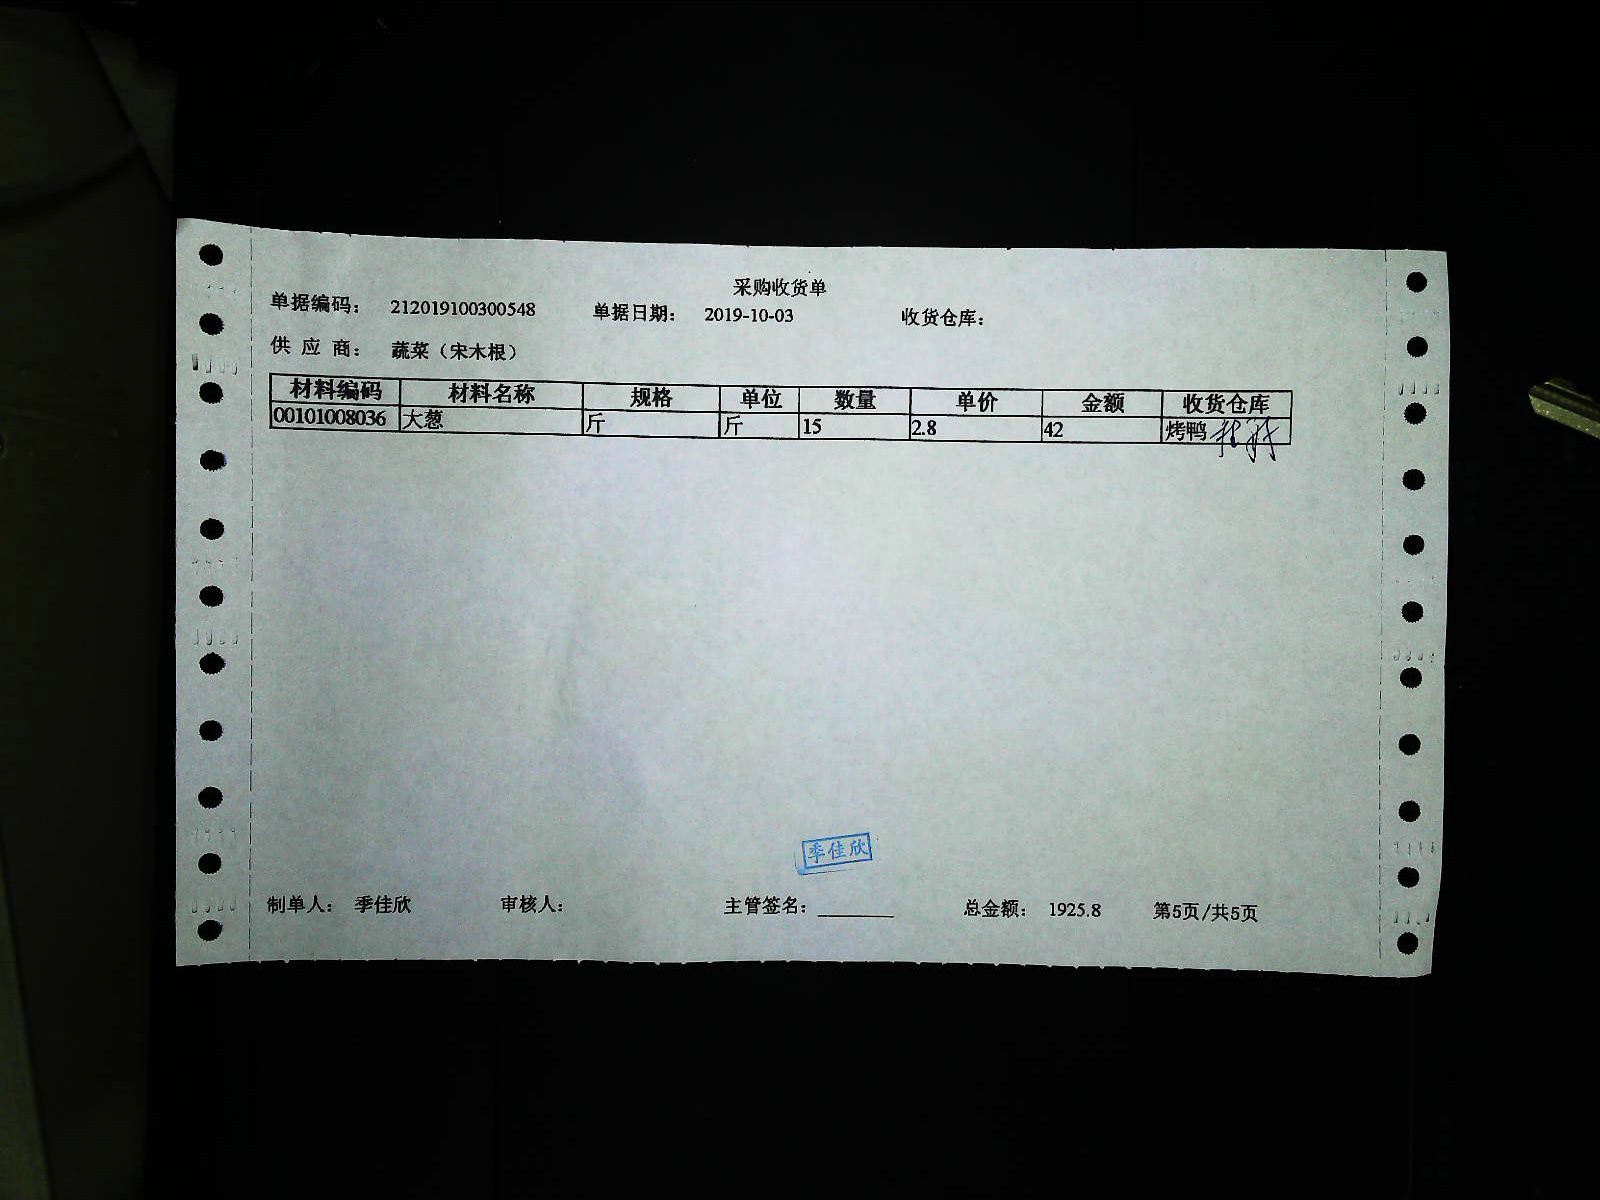 采购收货单
单据编码： 212019100300548 单据日期： 2019-10-03 收货仓库：
供 应 商： 蔬菜（宋木根）
材料编码 材料名称 规格 单位 数量 单价 金额 收货仓库
00101008036 大葱 斤 斤 15 2.8 42 烤鸭
季佳欣
制单人： 季佳欣 审核人： 主管签名： 总金额： 1925.8 第5页/共5页